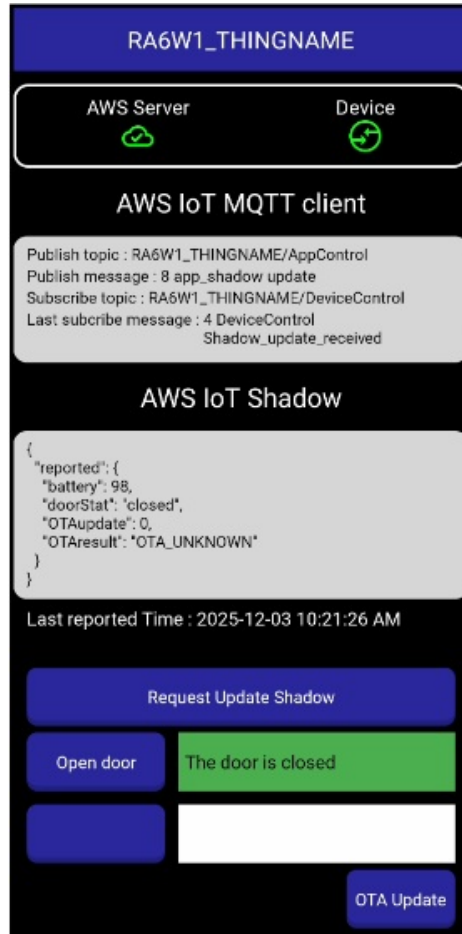 RA6W1_THINGNAME
AWS Server
Device
AWS IoT MQTT client
Publish topic : RA6W1_THINGNAME/AppControl
Publish message : 8 app_shadow update
Subscribe topic : RA6W1_THINGNAME/DeviceControl
Last subcribe message : 4 DeviceControl
Shadow_update_received
AWS IoT Shadow
{
"reported": {
"battery": 98,
"doorStat": "closed",
"OTAupdate": 0,
"OTAresult": "OTA_UNKNOWN"
}
}
Last reported Time : 2025-12-03 10:21:26 AM
Request Update Shadow
Open door
The door is closed
OTA Update